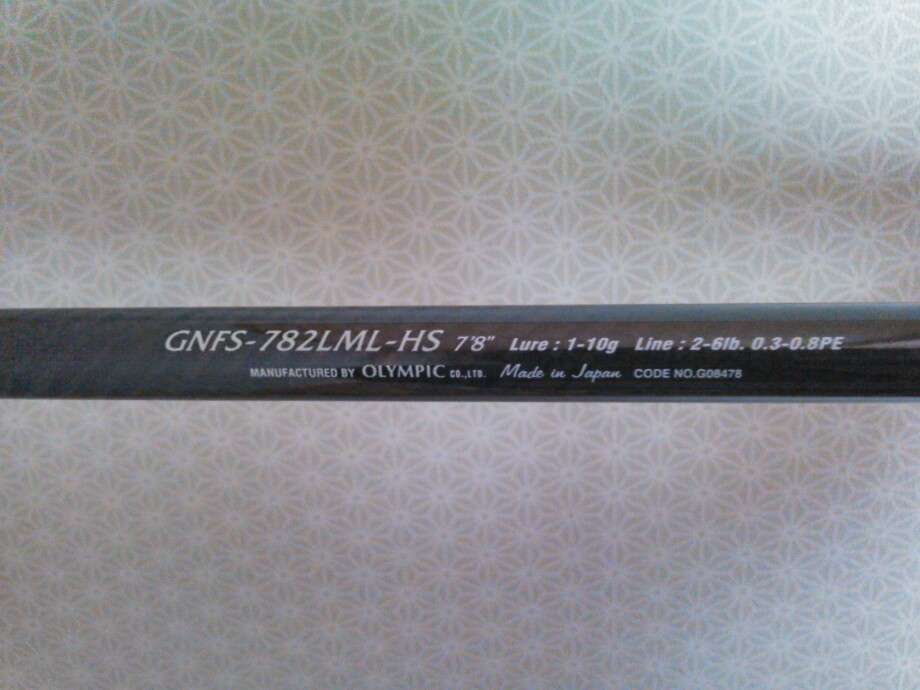 GNFS-782LML-HS 7'8" Lure : 1-10g Line : 2-6lb. 0.3-0.8PE
MANUFACTURED BY OLYMPIC CO.,LTD. Made in Japan CODE NO.G08478